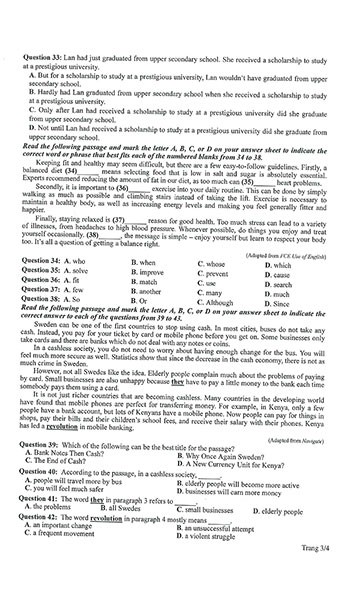 Question 33: Lan had just graduated from upper secondary school. She received a scholarship to study
at a prestigious university.
A. But for a scholarship to study at a prestigious university, Lan wouldn't have graduated from upper
secondary school.
B. Hardly had Lan graduated from upper secondary school when she received a scholarship to study
at a prestigious university.
C. Only after Lan had received a scholarship to study at a prestigious university did she graduate
from upper secondary school.
D. Not until Lan had received a scholarship to study at a prestigious university did she graduate from
upper secondary school.
Read the following passage and mark the letter A, B, C, or D on your answer sheet to indicate the
correct word or phrase that best fits each of the numbered blanks from 34 to 38.
Keeping fit and healthy may seem difficult, but there are a few easy-to-follow guidelines. Firstly, a
balanced diet (34)______ means selecting food that is low in salt and sugar is absolutely essential.
Experts recommend reducing the amount of fat in our diet, as too much can (35)______ heart problems.
Secondly, it is important to (36)______ exercise into your daily routine. This can be done by simply
walking as much as possible and climbing stairs instead of taking the lift. Exercise is necessary to
maintain a healthy body, as well as increasing energy levels and making you feel generally fitter and
happier.
Finally, staying relaxed is (37)______ reason for good health. Too much stress can lead to a variety
of illnesses, from headaches to high blood pressure. Whenever possible, do things you enjoy and treat
yourself occasionally. (38)______, the message is simple - enjoy yourself but learn to respect your body
too. It's all a question of getting a balance right.
(Adapted from FCE Use of English)
Question 34: A. who B. when C. whose D. which
Question 35: A. solve B. improve C. prevent D. cause
Question 36: A. fit B. match C. use D. search
Question 37: A. few B. another C. many D. much
Question 38: A. So B. Or C. Although D. Since
Read the following passage and mark the letter A, B, C, or D on your answer sheet to indicate the
correct answer to each of the questions from 39 to 43.
Sweden can be one of the first countries to stop using cash. In most cities, buses do not take any
cash. Instead, you pay for your ticket by card or mobile phone before you get on. Some businesses only
take cards and there are banks which do not deal with any notes or coins.
In a cashless society, you do not need to worry about having enough change for the bus. You will
feel much more secure as well. Statistics show that since the decrease in the cash economy, there is not as
much crime in Sweden.
However, not all Swedes like the idea. Elderly people complain much about the problems of paying
by card. Small businesses are also unhappy because they have to pay a little money to the bank each time
somebody pays them using a card.
It is not just richer countries that are becoming cashless. Many countries in the developing world
have found that mobile phones are perfect for transferring money. For example, in Kenya, only a few
people have a bank account, but lots of Kenyans have a mobile phone. Now people can pay for things in
shops, pay their bills and their children's school fees, and receive their salary with their phones. Kenya
has led a revolution in mobile banking.
(Adapted from Navigate)
Question 39: Which of the following can be the best title for the passage?
A. Bank Notes Then Cash? B. Why Once Again Sweden?
C. The End of Cash? D. A New Currency Unit for Kenya?
Question 40: According to the passage, in a cashless society, ______.
A. people will travel more by bus B. elderly people will become more active
C. you will feel much safer D. businesses will earn more money
Question 41: The word they in paragraph 3 refers to ______.
A. the problems B. all Swedes C. small businesses D. elderly people
Question 42: The word revolution in paragraph 4 mostly means ______.
A. an important change B. an unsuccessful attempt
C. a frequent movement D. a violent struggle
Trang 3/4